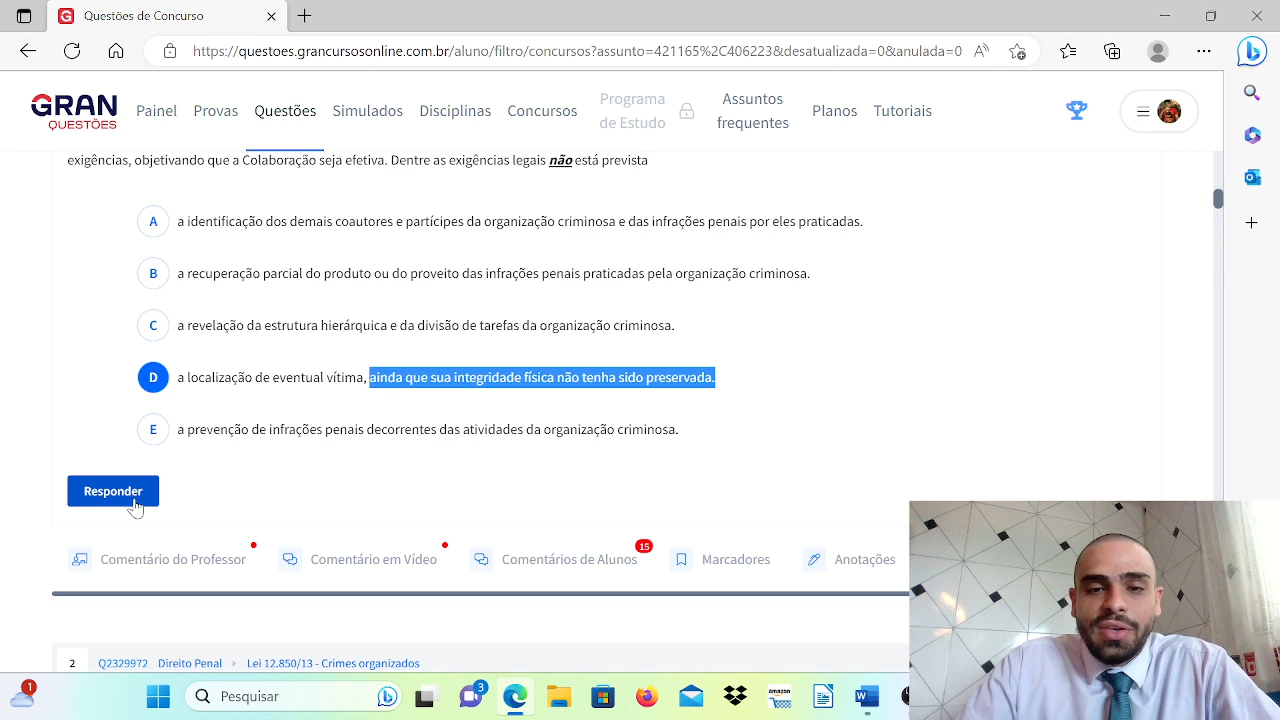 Questões de Concurso
https://questoes.grancursosonline.com.br/aluno/filtro/concursos?assunto=421165%2C406223&desatualizada=0&anulada=0
GRAN
QUESTÕES
Painel
Provas
Questões
Simulados
Disciplinas
Concursos
Programa
de Estudo
Assuntos
frequentes
Planos
Tutoriais
exigências, objetivando que a Colaboração seja efetiva. Dentre as exigências legais não está prevista
A a identificação dos demais coautores e partícipes da organização criminosa e das infrações penais por eles praticadas.
B a recuperação parcial do produto ou do proveito das infrações penais praticadas pela organização criminosa.
C a revelação da estrutura hierárquica e da divisão de tarefas da organização criminosa.
D a localização de eventual vítima, ainda que sua integridade física não tenha sido preservada.
E a prevenção de infrações penais decorrentes das atividades da organização criminosa.
Responder
Comentário do Professor
Comentário em Vídeo
Comentários de Alunos
15
Marcadores
Anotações
2 Q2329972 Direito Penal Lei 12.850/13 - Crimes organizados
1
Pesquisar
3
amazon
W